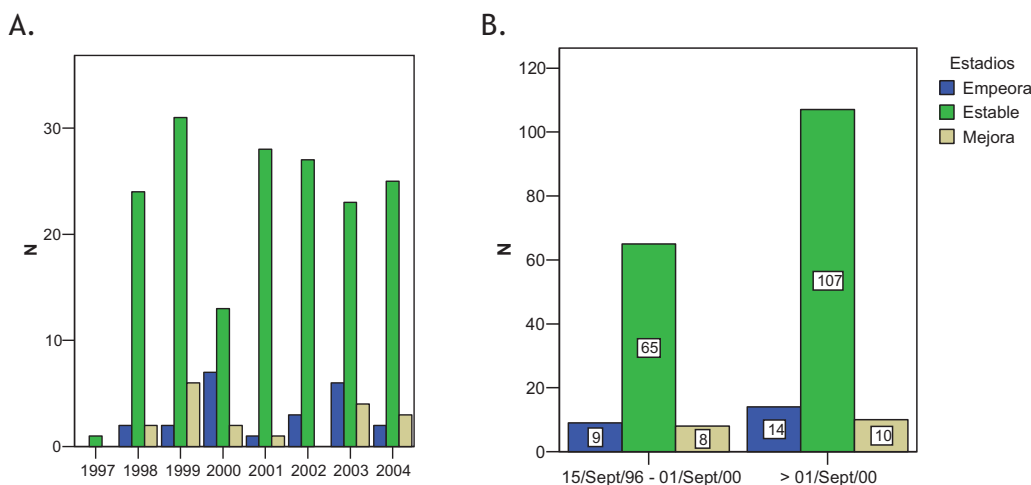 A.
N
30
20
10
0
1997 1998 1999 2000 2001 2002 2003 2004
B.
N
120
100
80
60
40
20
0
9
65
8
14
107
10
15/Sept/96 - 01/Sept/00 > 01/Sept/00
Estadios
Empeora
Estable
Mejora